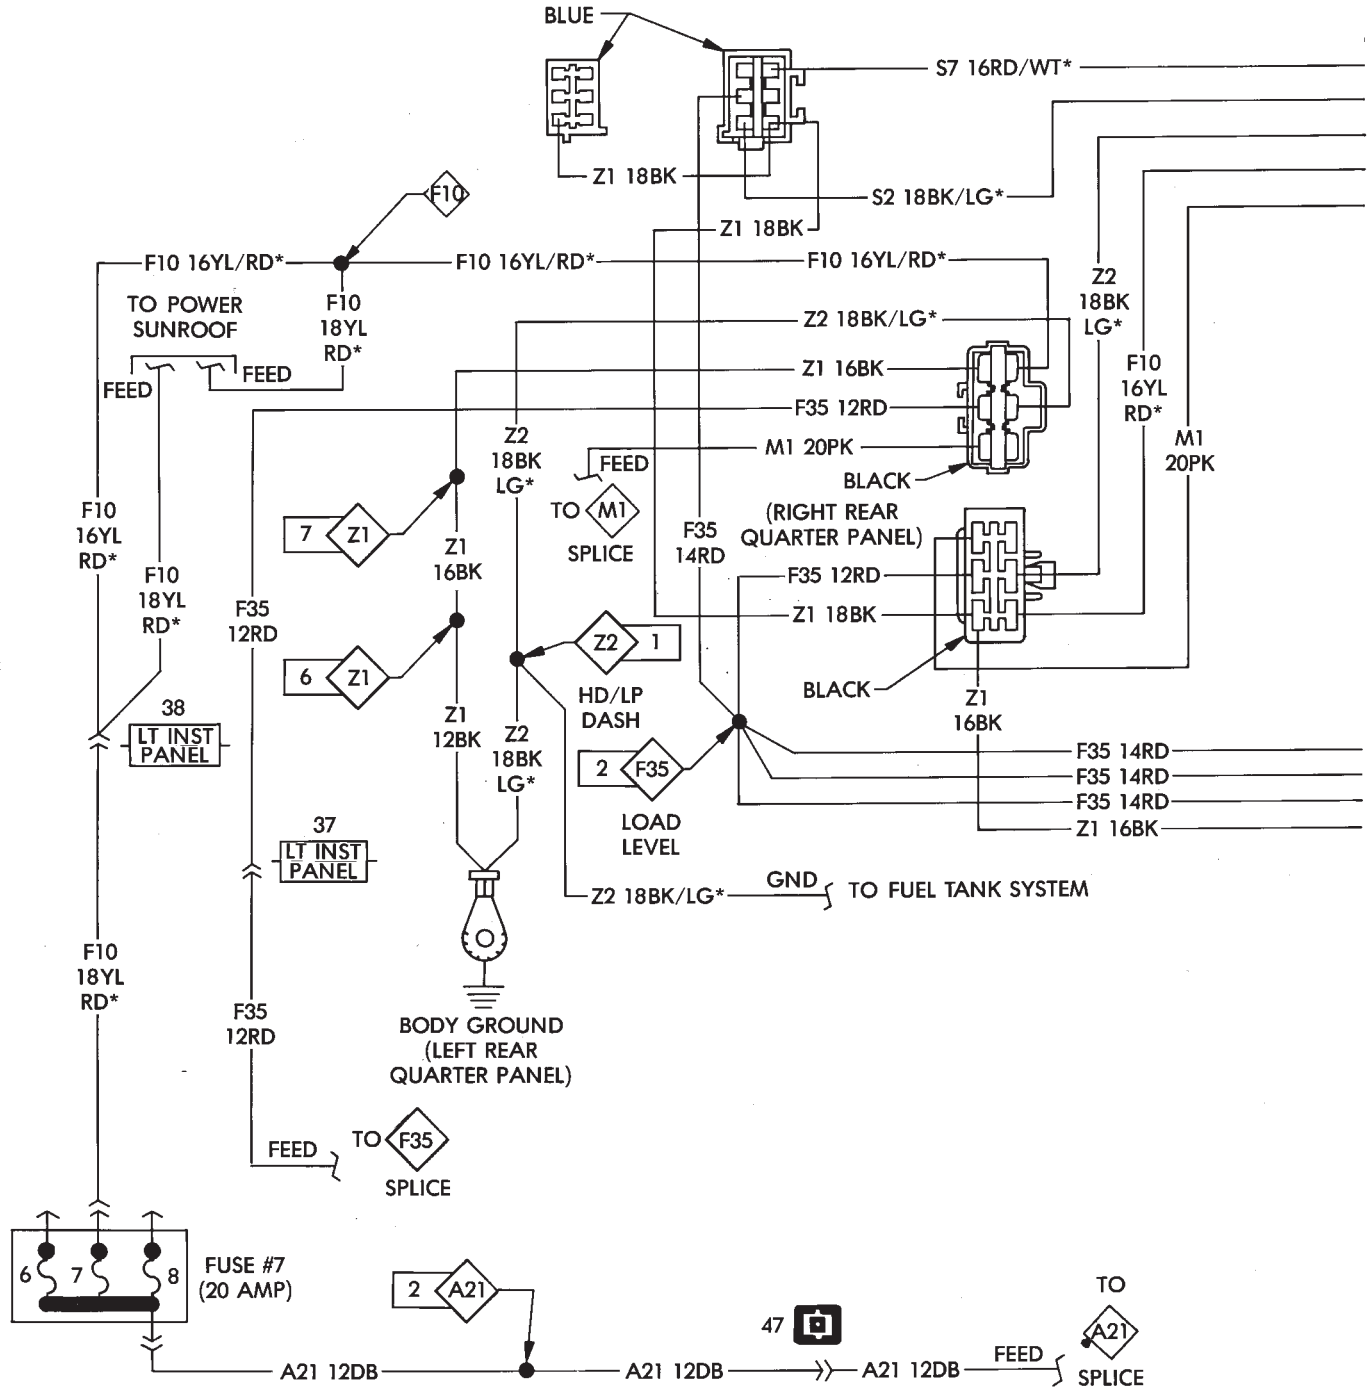 BLUE
S7 16RD/WT*
Z1 18BK
S2 18BK/LG*
F10
Z1 18BK
F10 16YL/RD*
F10 16YL/RD*
F10 16YL/RD*
TO POWER
SUNROOF
F10
18YL
RD*
Z2
18BK
LG*
Z2 18BK/LG*
FEED
FEED
Z1 16BK
F10
16YL
RD*
F35 12RD
Z2
18BK
LG*
M1 20PK
M1
20PK
FEED
BLACK
TO
M1
SPLICE
(RIGHT REAR
QUARTER PANEL)
F10
16YL
RD*
7
Z1
Z1
16BK
F35
14RD
F10
18YL
RD*
F35 12RD
F35
12RD
Z1 18BK
6
Z1
Z2
1
HD/LP
DASH
BLACK
Z1
16BK
38
LT INST
PANEL
Z1
12BK
Z2
18BK
LG*
2
F35
LOAD
LEVEL
F35 14RD
F35 14RD
F35 14RD
Z1 16BK
37
LT INST
PANEL
Z2 18BK/LG*
GND
TO FUEL TANK SYSTEM
F10
18YL
RD*
F35
12RD
BODY GROUND
(LEFT REAR
QUARTER PANEL)
FEED
TO
F35
SPLICE
6
7
8
FUSE #7
(20 AMP)
2
A21
47
TO
A21
SPLICE
A21 12DB
A21 12DB
A21 12DB
FEED